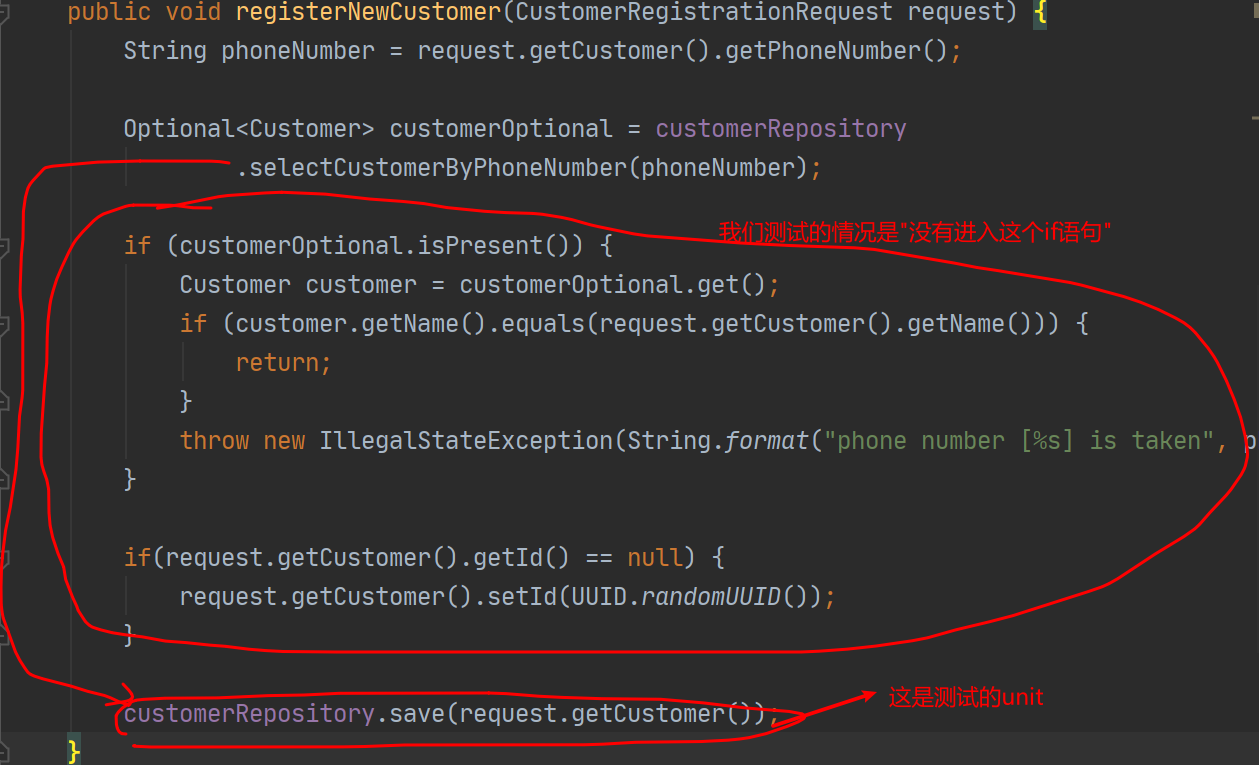 public void registerNewCustomer(CustomerRegistrationRequest request) {
String phoneNumber = request.getCustomer().getPhoneNumber();
Optional<Customer> customerOptional = customerRepository
.selectCustomerByPhoneNumber(phoneNumber);
我们测试的情况是"没有进入这个if语句"
if (customerOptional.isPresent()) {
Customer customer = customerOptional.get();
if (customer.getName().equals(request.getCustomer().getName())) {
return;
}
throw new IllegalStateException(String.format("phone number [%s] is taken", p
}
if(request.getCustomer().getId() == null) {
request.getCustomer().setId(UUID.randomUUID());
}
customerRepository.save(request.getCustomer());
这是测试的unit
}